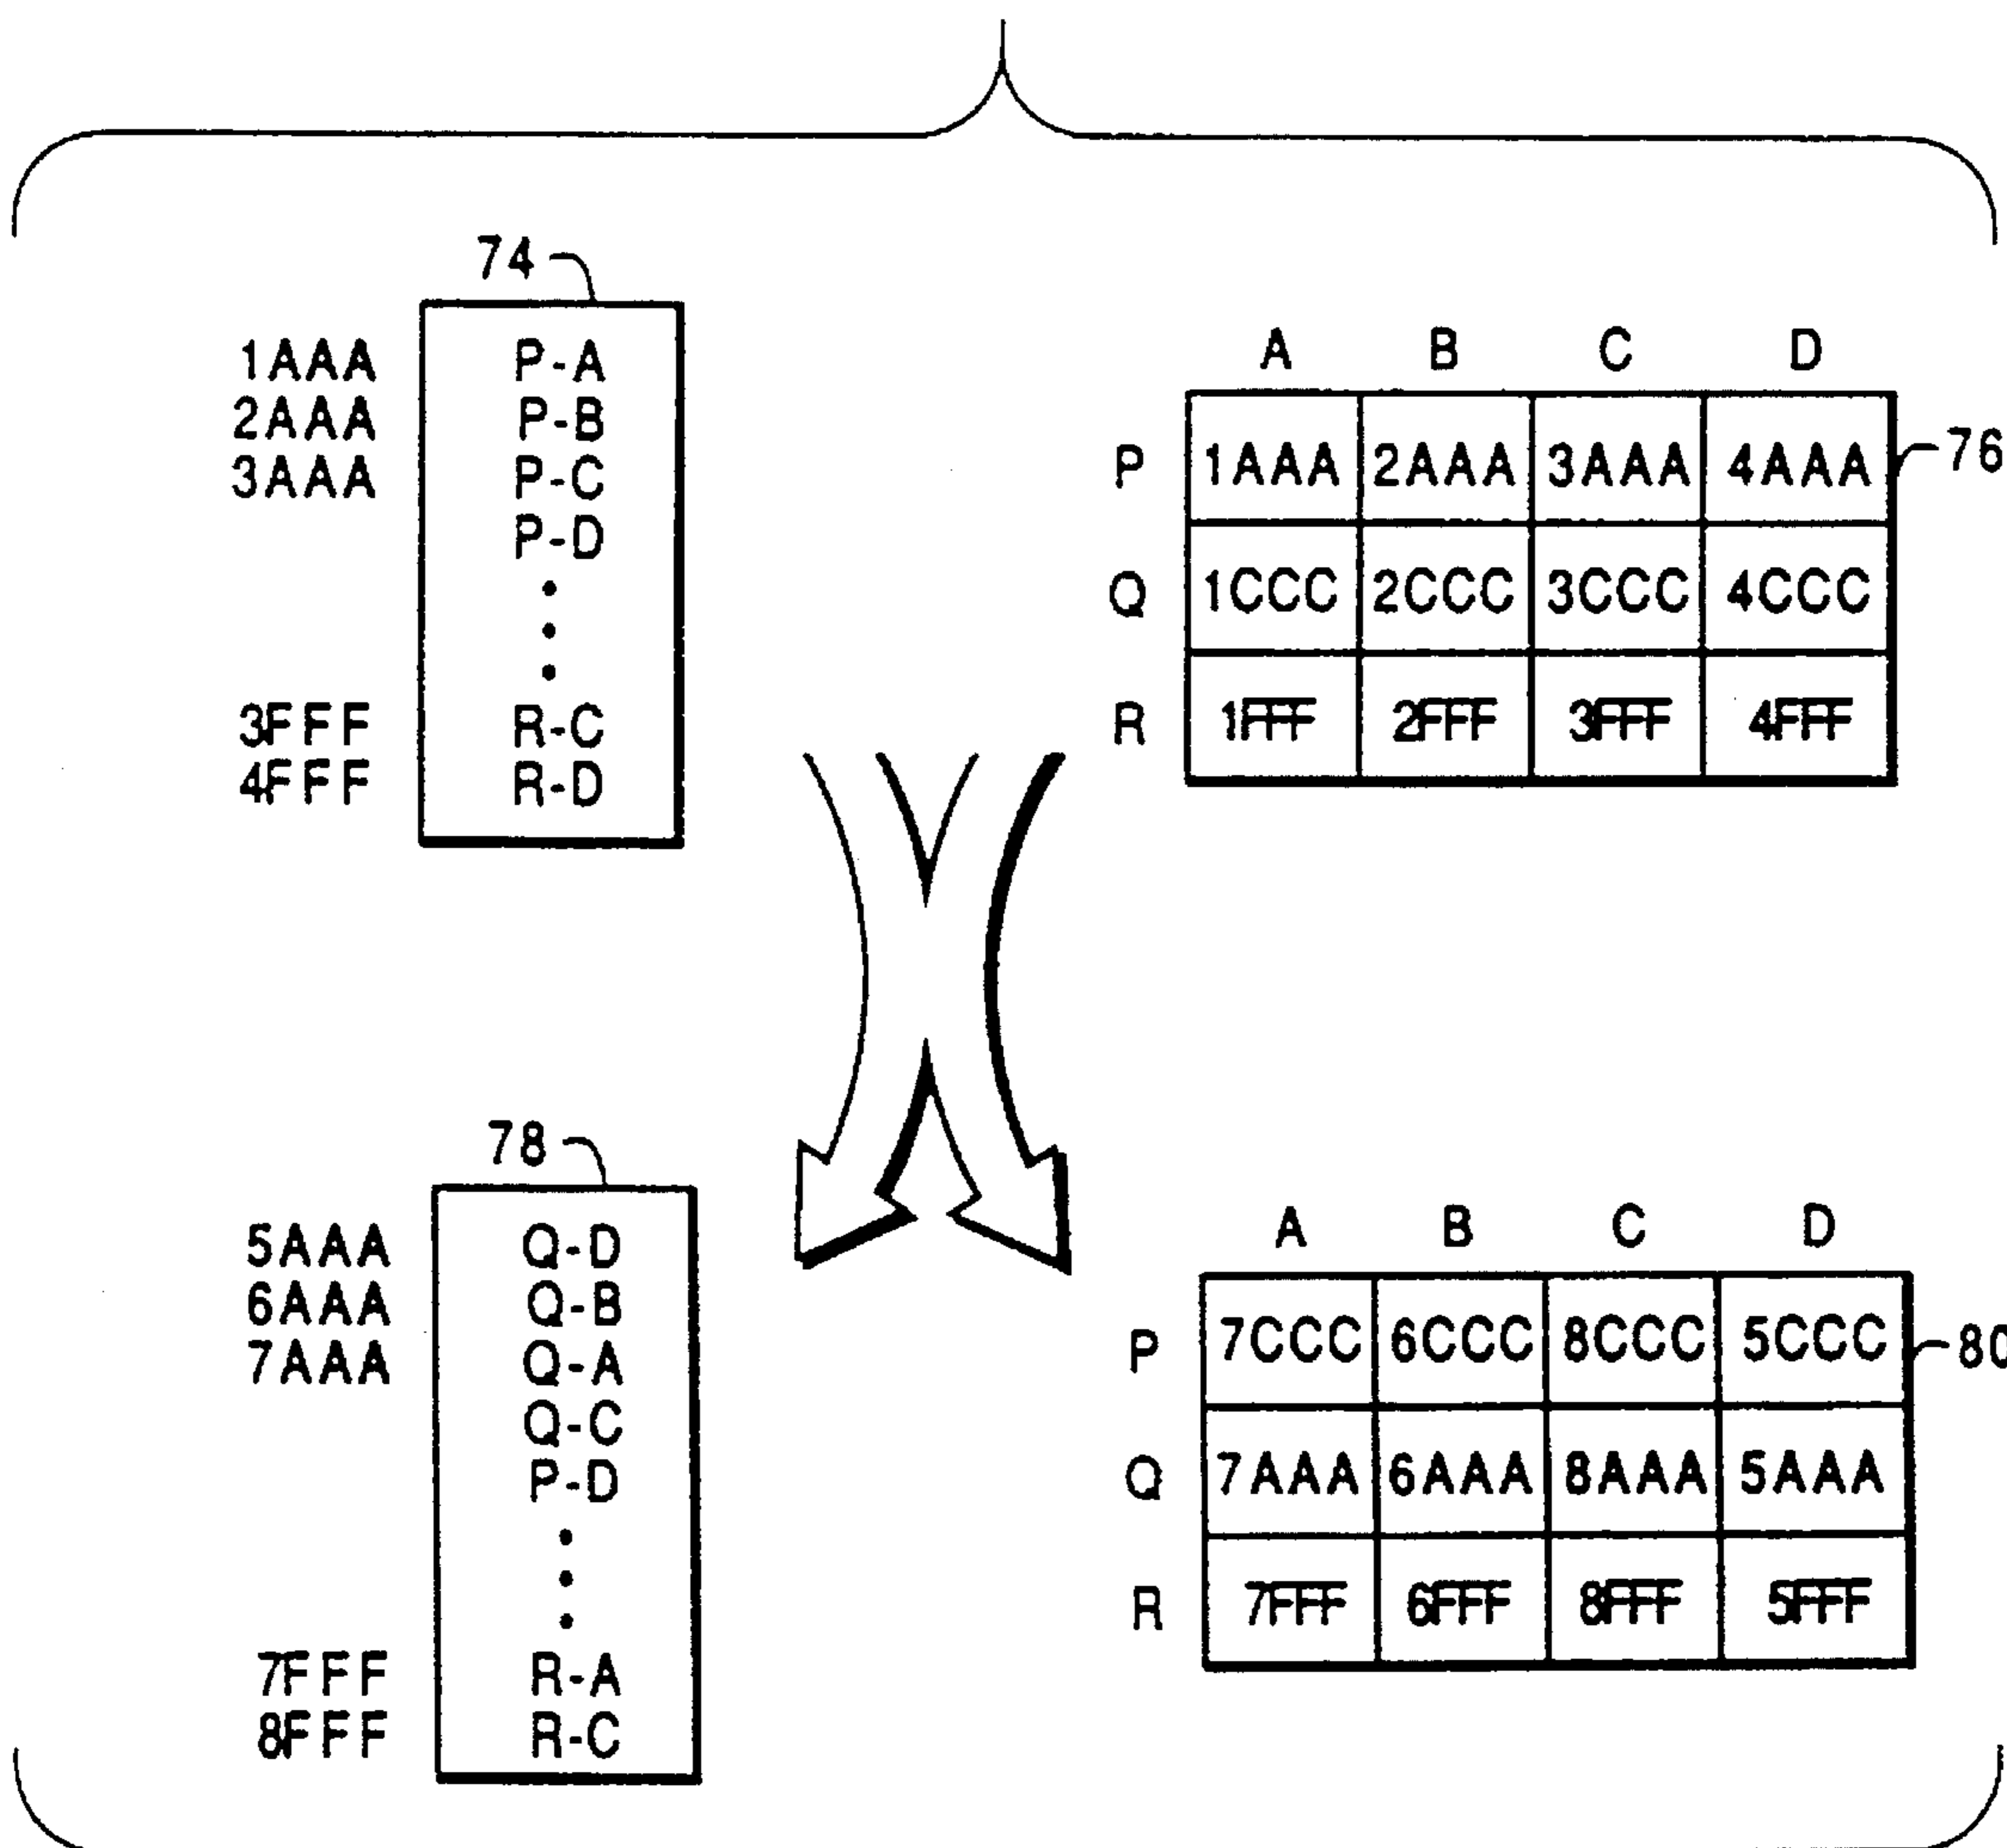 74
1AAA P-A
2AAA P-B
3AAA P-C
P-D
3FFF R-C
4FFF R-D
A B C D
P 1AAA 2AAA 3AAA 4AAA 76
Q 1CCC 2CCC 3CCC 4CCC
R 1FFF 2FFF 3FFF 4FFF
78
5AAA Q-D
6AAA Q-B
7AAA Q-A
Q-C
P-D
7FFF R-A
8FFF R-C
A B C D
P 7CCC 6CCC 8CCC 5CCC 80
Q 7AAA 6AAA 8AAA 5AAA
R 7FFF 6FFF 8FFF 5FFF